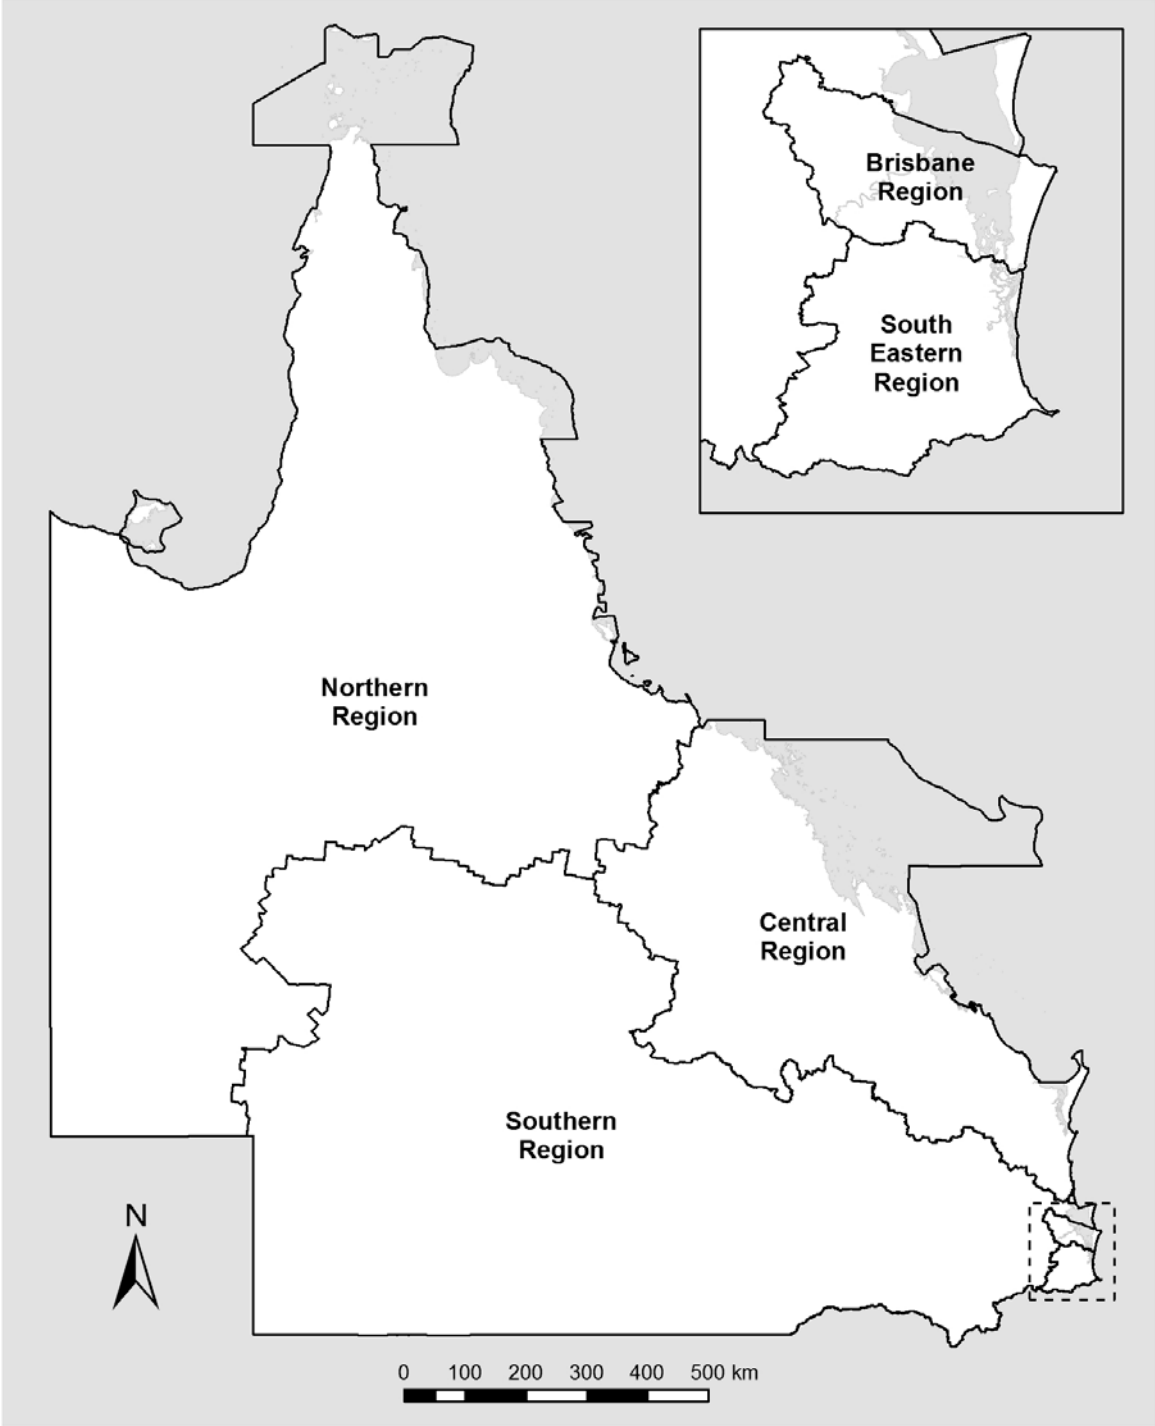 Brisbane
Region
South
Eastern
Region
Northern
Region
Central
Region
Southern
Region
N
0 100 200 300 400 500 km